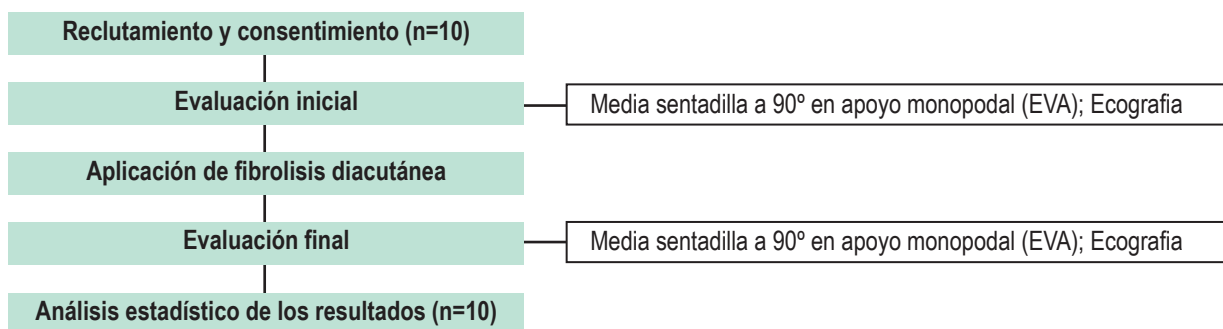 Reclutamiento y consentimiento (n=10)
Evaluación inicial
Media sentadilla a 90º en apoyo monopodal (EVA); Ecografia
Aplicación de fibrolisis diacutánea
Evaluación final
Media sentadilla a 90º en apoyo monopodal (EVA); Ecografia
Análisis estadístico de los resultados (n=10)